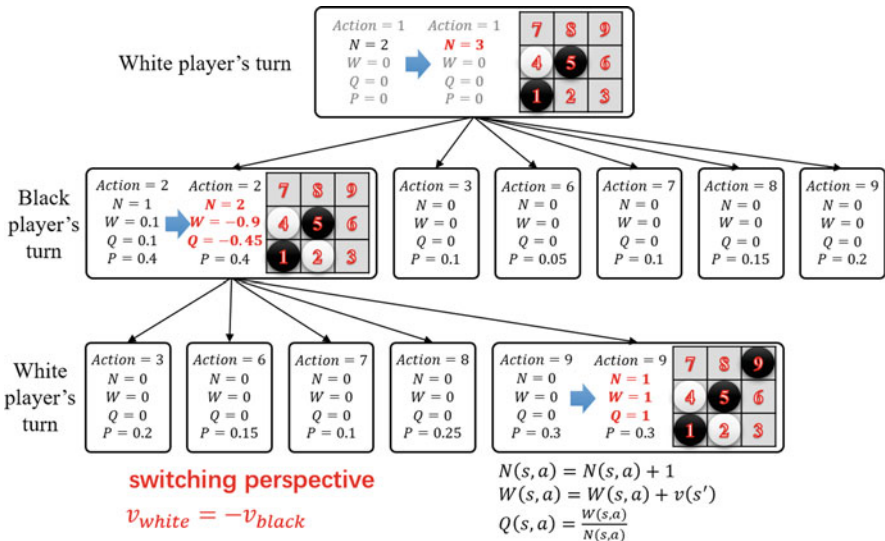 White player's turn
Action = 1
N = 2
W = 0
Q = 0
P = 0
Action = 1
N = 3
W = 0
Q = 0
P = 0
7 8 9
4 5 6
1 2 3
Black player's turn
Action = 2
N = 1
W = 0.1
Q = 0.1
P = 0.4
Action = 2
N = 2
W = −0.9
Q = −0.45
P = 0.4
7 8 9
4 5 6
1 2 3
Action = 3
N = 0
W = 0
Q = 0
P = 0.1
Action = 6
N = 0
W = 0
Q = 0
P = 0.05
Action = 7
N = 0
W = 0
Q = 0
P = 0.1
Action = 8
N = 0
W = 0
Q = 0
P = 0.15
Action = 9
N = 0
W = 0
Q = 0
P = 0.2
White player's turn
Action = 3
N = 0
W = 0
Q = 0
P = 0.2
Action = 6
N = 0
W = 0
Q = 0
P = 0.15
Action = 7
N = 0
W = 0
Q = 0
P = 0.1
Action = 8
N = 0
W = 0
Q = 0
P = 0.25
Action = 9
N = 0
W = 0
Q = 0
P = 0.3
Action = 9
N = 1
W = 1
Q = 1
P = 0.3
7 8 9
4 5 6
1 2 3
switching perspective
v_white = −v_black
N(s, a) = N(s, a) + 1
W(s, a) = W(s, a) + v(s′)
Q(s, a) = W(s,a)/N(s,a)